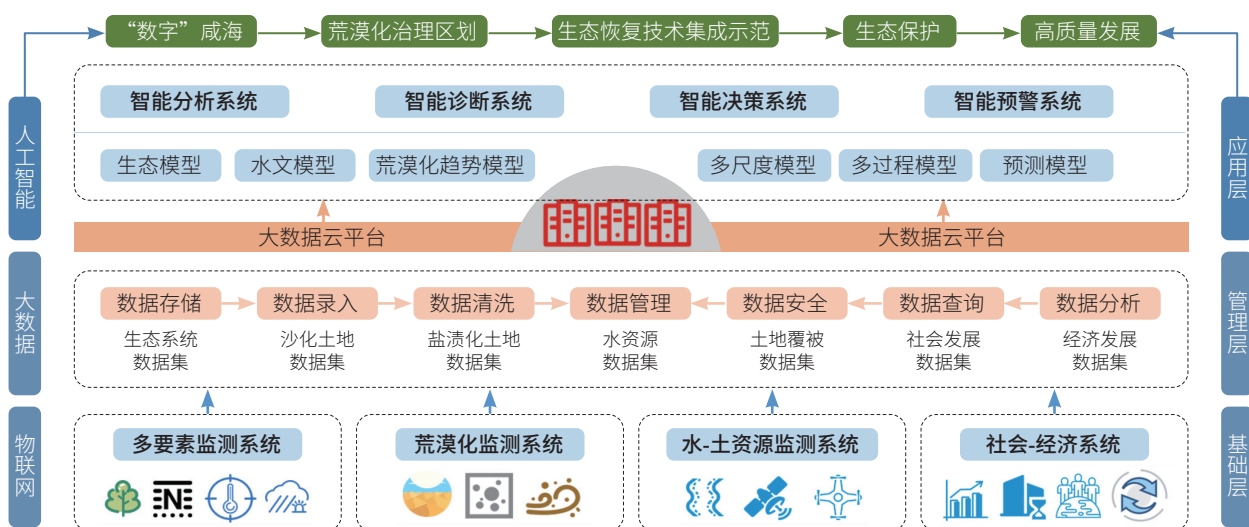 “数字”咸海
荒漠化治理区划
生态恢复技术集成示范
生态保护
高质量发展
人工智能
智能分析系统
智能诊断系统
智能决策系统
智能预警系统
应用层
生态模型
水文模型
荒漠化趋势模型
多尺度模型
多过程模型
预测模型
大数据云平台
大数据云平台
大数据
数据存储
数据录入
数据清洗
数据管理
数据安全
数据查询
数据分析
管理层
生态系统
数据集
沙化土地
数据集
盐渍化土地
数据集
水资源
数据集
土地覆被
数据集
社会发展
数据集
经济发展
数据集
物联网
多要素监测系统
荒漠化监测系统
水-土资源监测系统
社会-经济系统
基础层
N